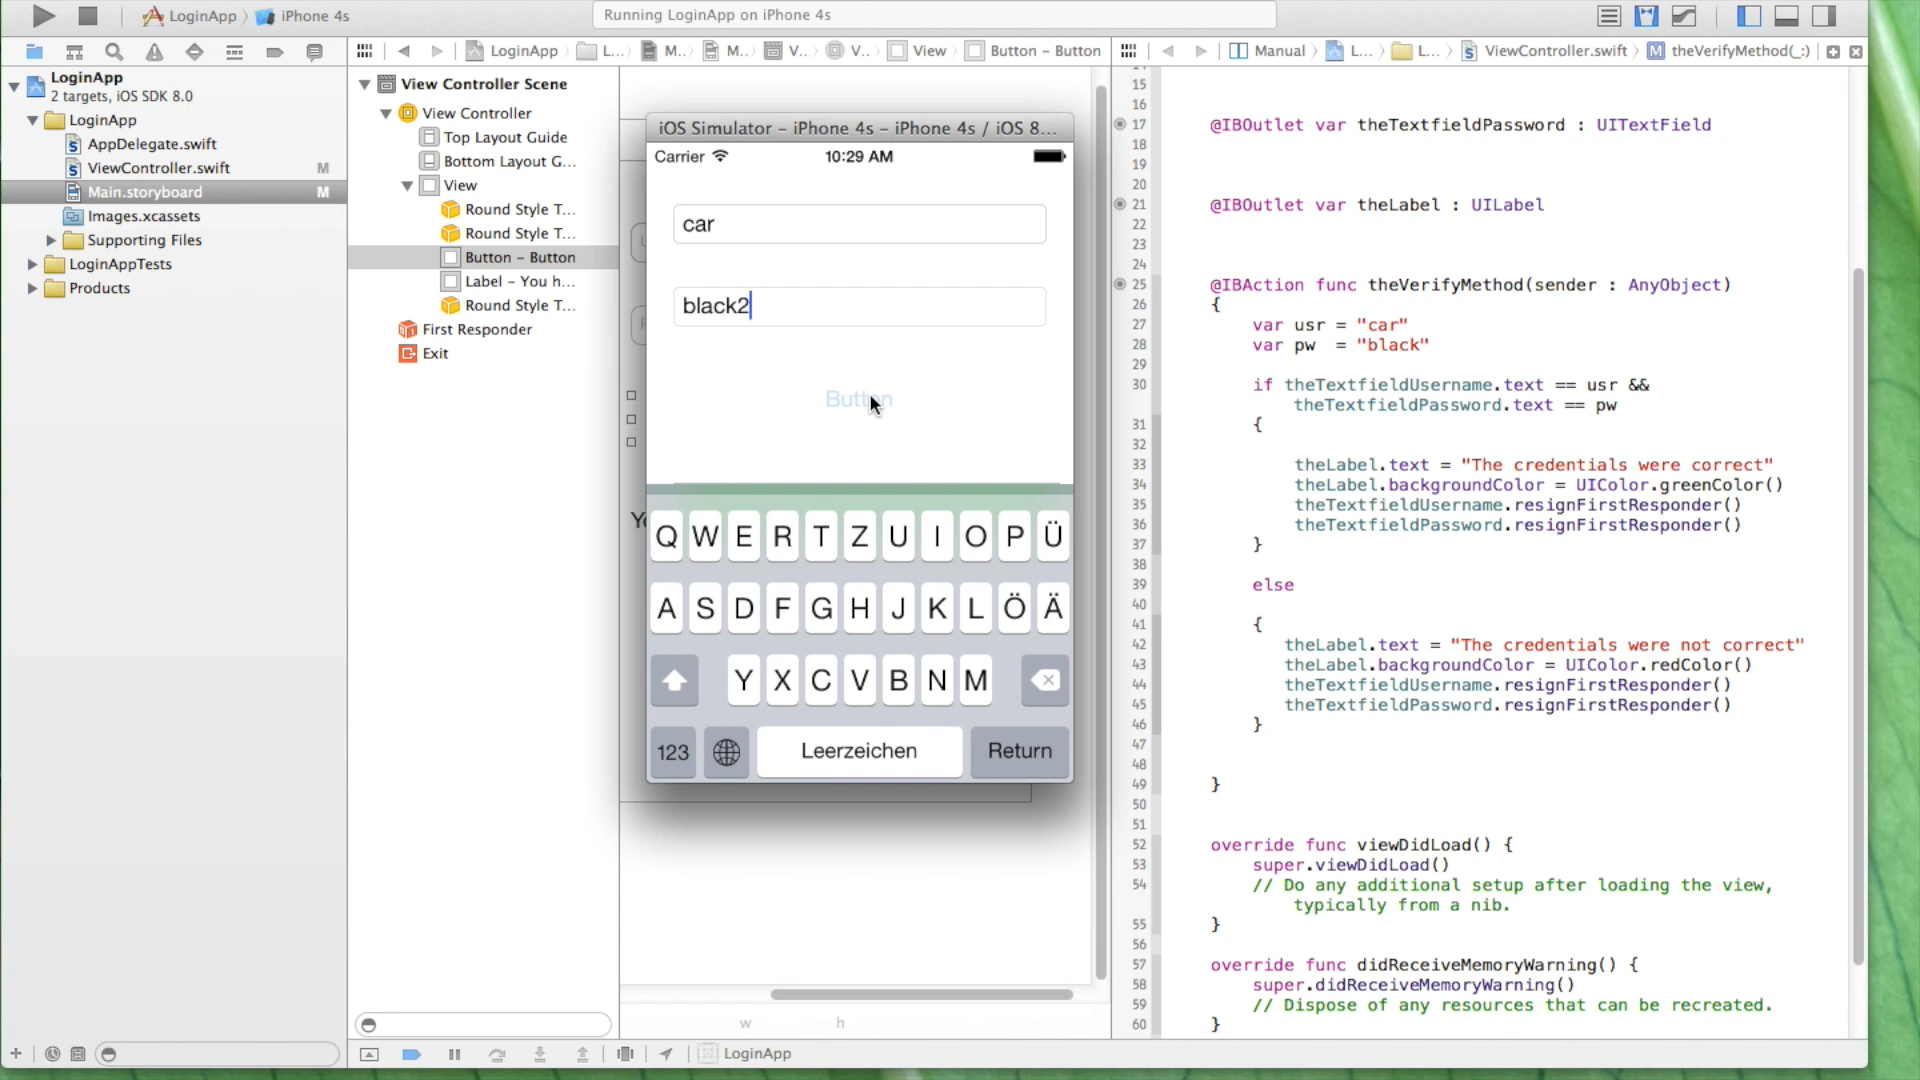 LoginApp
iPhone 4s
Running LoginApp on iPhone 4s
LoginApp
L...
M...
M...
V...
V...
View
Button - Button
Manual
L...
L...
ViewController.swift
theVerifyMethod(_:)
LoginApp
2 targets, iOS SDK 8.0
LoginApp
AppDelegate.swift
ViewController.swift M
Main.storyboard M
Images.xcassets
Supporting Files
LoginAppTests
Products
View Controller Scene
View Controller
Top Layout Guide
Bottom Layout G...
View
Round Style T...
Round Style T...
Button - Button
Label - You h...
Round Style T...
First Responder
Exit
iOS Simulator - iPhone 4s - iPhone 4s / iOS 8...
Carrier 10:29 AM
car
black2
Button
Q W E R T Z U I O P Ü
A S D F G H J K L Ö Ä
Y X C V B N M
123 Leerzeichen Return
w h
LoginApp
15
16
17 @IBOutlet var theTextfieldPassword : UITextField
18
19
20
21 @IBOutlet var theLabel : UILabel
22
23
24
25 @IBAction func theVerifyMethod(sender : AnyObject)
26 {
27 var usr = "car"
28 var pw  = "black"
29
30 if theTextfieldUsername.text == usr &&
theTextfieldPassword.text == pw
31 {
32
33 theLabel.text = "The credentials were correct"
34 theLabel.backgroundColor = UIColor.greenColor()
35 theTextfieldUsername.resignFirstResponder()
36 theTextfieldPassword.resignFirstResponder()
37 }
38
39 else
40
41 {
42 theLabel.text = "The credentials were not correct"
43 theLabel.backgroundColor = UIColor.redColor()
44 theTextfieldUsername.resignFirstResponder()
45 theTextfieldPassword.resignFirstResponder()
46 }
47
48
49 }
50
51
52 override func viewDidLoad() {
53 super.viewDidLoad()
54 // Do any additional setup after loading the view,
typically from a nib.
55 }
56
57 override func didReceiveMemoryWarning() {
58 super.didReceiveMemoryWarning()
59 // Dispose of any resources that can be recreated.
60 }